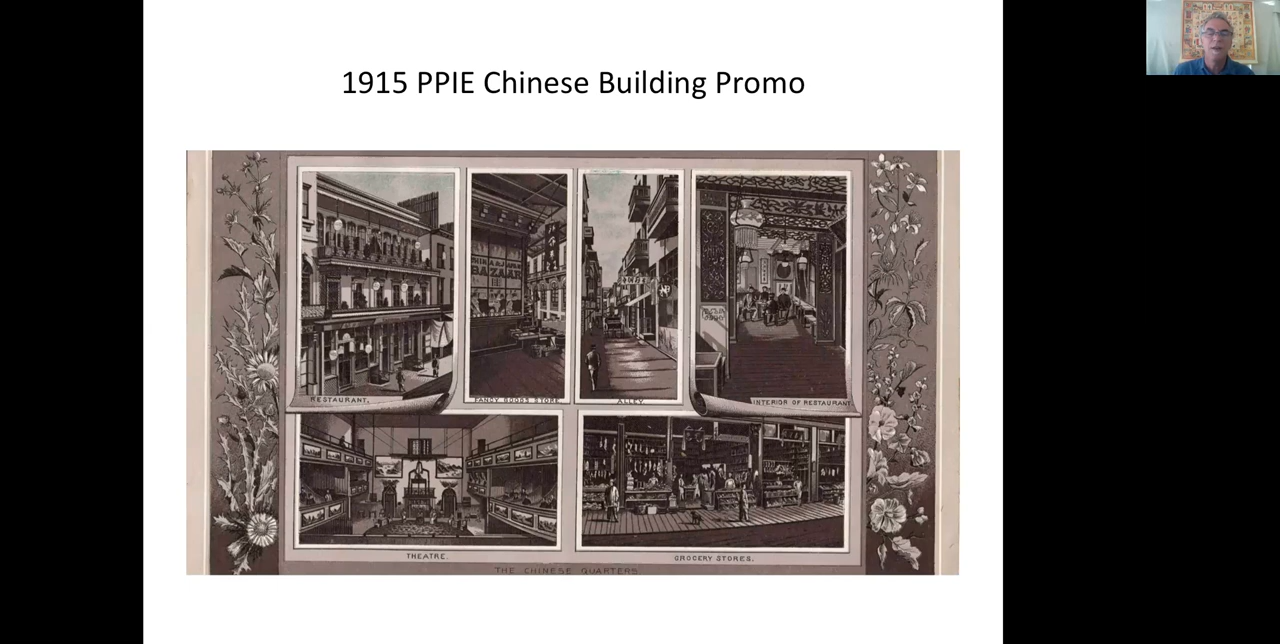 1915 PPIE Chinese Building Promo
BAZAAR
RESTAURANT.
FANCY GOODS STORE
ALLEY
INTERIOR OF RESTAURANT.
THEATRE.
GROCERY STORES.
THE CHINESE QUARTERS